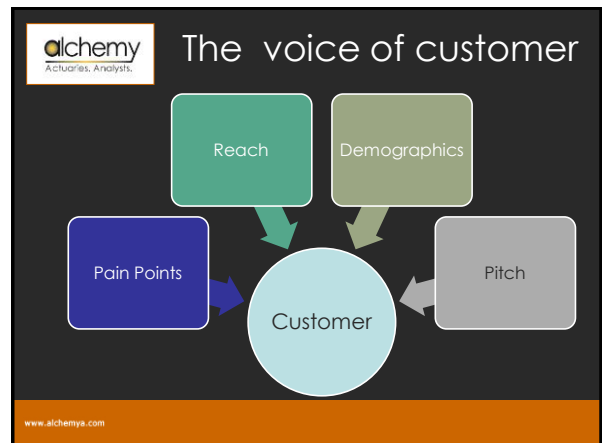 alchemy
Actuaries. Analysts.
The voice of customer
Reach
Demographics
Pain Points
Pitch
Customer
www.alchemya.com